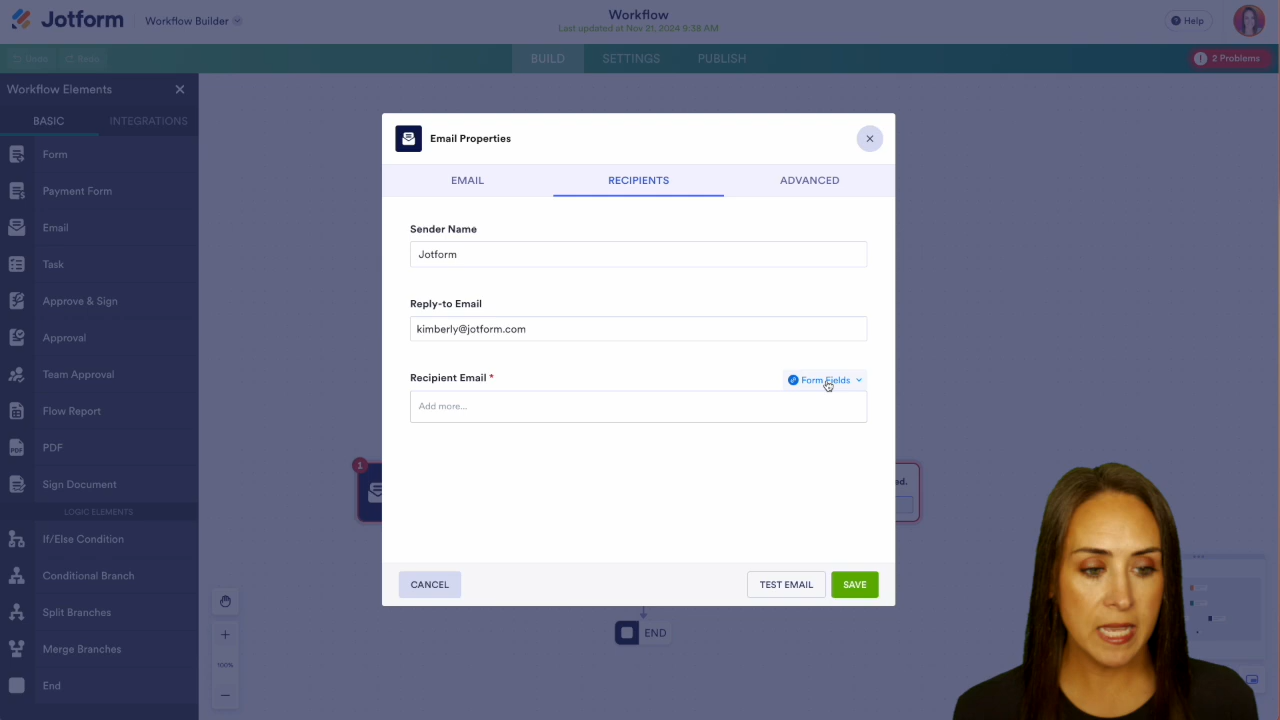 Jotform
Workflow Builder
Workflow
Last updated at Nov 21, 2024 9:38 AM
Help
Undo
Redo
BUILD
SETTINGS
PUBLISH
2 Problems
Workflow Elements
BASIC
INTEGRATIONS
Form
Payment Form
Email
Task
Approve & Sign
Approval
Team Approval
Flow Report
PDF
Sign Document
LOGIC ELEMENTS
If/Else Condition
Conditional Branch
Split Branches
Merge Branches
End
Email Properties
EMAIL
RECIPIENTS
ADVANCED
Sender Name
Jotform
Reply-to Email
kimberly@jotform.com
Recipient Email *
Form Fields
Add more...
1
ed.
CANCEL
TEST EMAIL
SAVE
END
100%